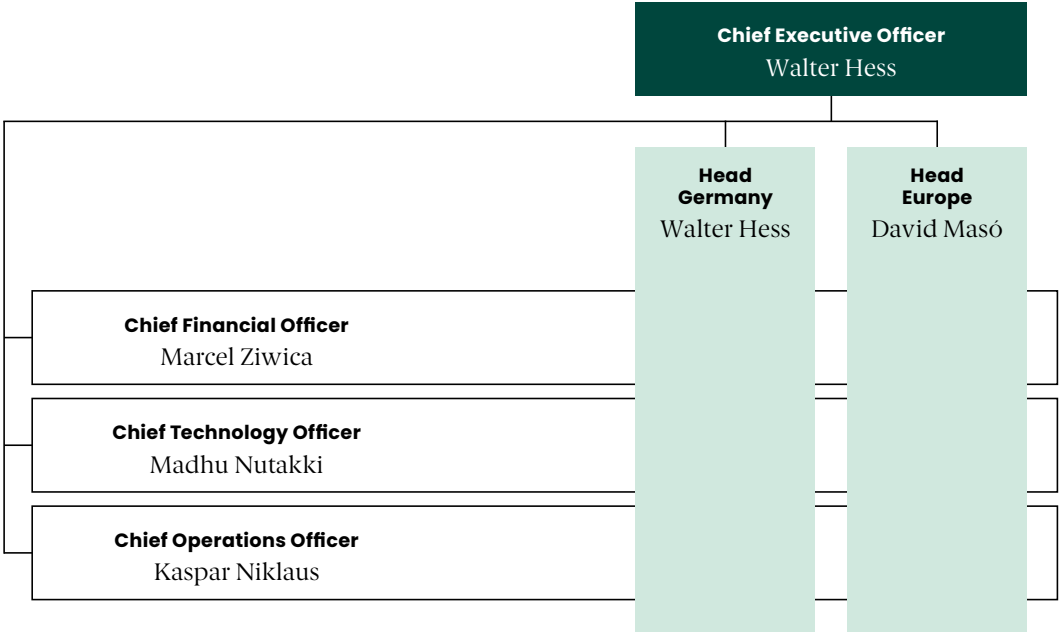 Chief Executive Officer
Walter Hess
Head
Germany
Walter Hess
Head
Europe
David Masó
Chief Financial Officer
Marcel Ziwica
Chief Technology Officer
Madhu Nutakki
Chief Operations Officer
Kaspar Niklaus